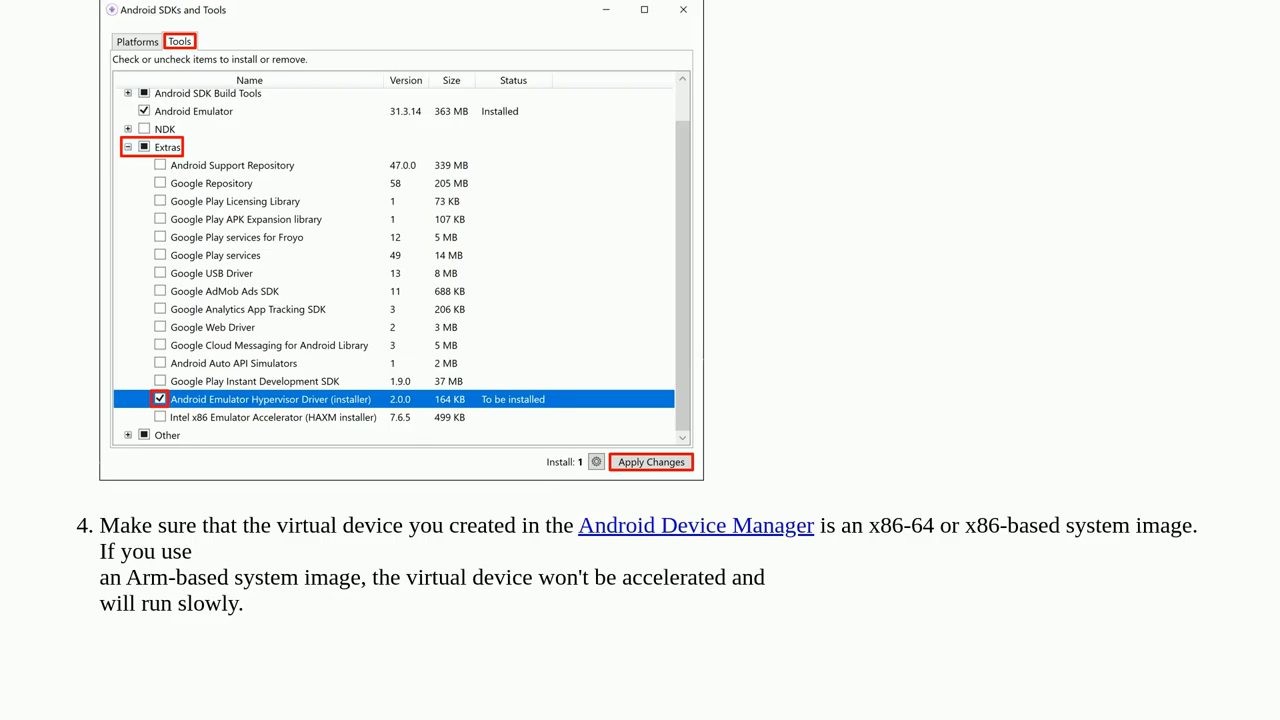 Android SDKs and Tools
Platforms Tools
Check or uncheck items to install or remove.
Name Version Size Status
Android SDK Build Tools
Android Emulator 31.3.14 363 MB Installed
NDK
Extras
Android Support Repository 47.0.0 339 MB
Google Repository 58 205 MB
Google Play Licensing Library 1 73 KB
Google Play APK Expansion library 1 107 KB
Google Play services for Froyo 12 5 MB
Google Play services 49 14 MB
Google USB Driver 13 8 MB
Google AdMob Ads SDK 11 688 KB
Google Analytics App Tracking SDK 3 206 KB
Google Web Driver 2 3 MB
Google Cloud Messaging for Android Library 3 5 MB
Android Auto API Simulators 1 2 MB
Google Play Instant Development SDK 1.9.0 37 MB
Android Emulator Hypervisor Driver (installer) 2.0.0 164 KB To be installed
Intel x86 Emulator Accelerator (HAXM installer) 7.6.5 499 KB
Other
Install: 1 Apply Changes
4. Make sure that the virtual device you created in the Android Device Manager is an x86-64 or x86-based system image.
If you use
an Arm-based system image, the virtual device won't be accelerated and
will run slowly.